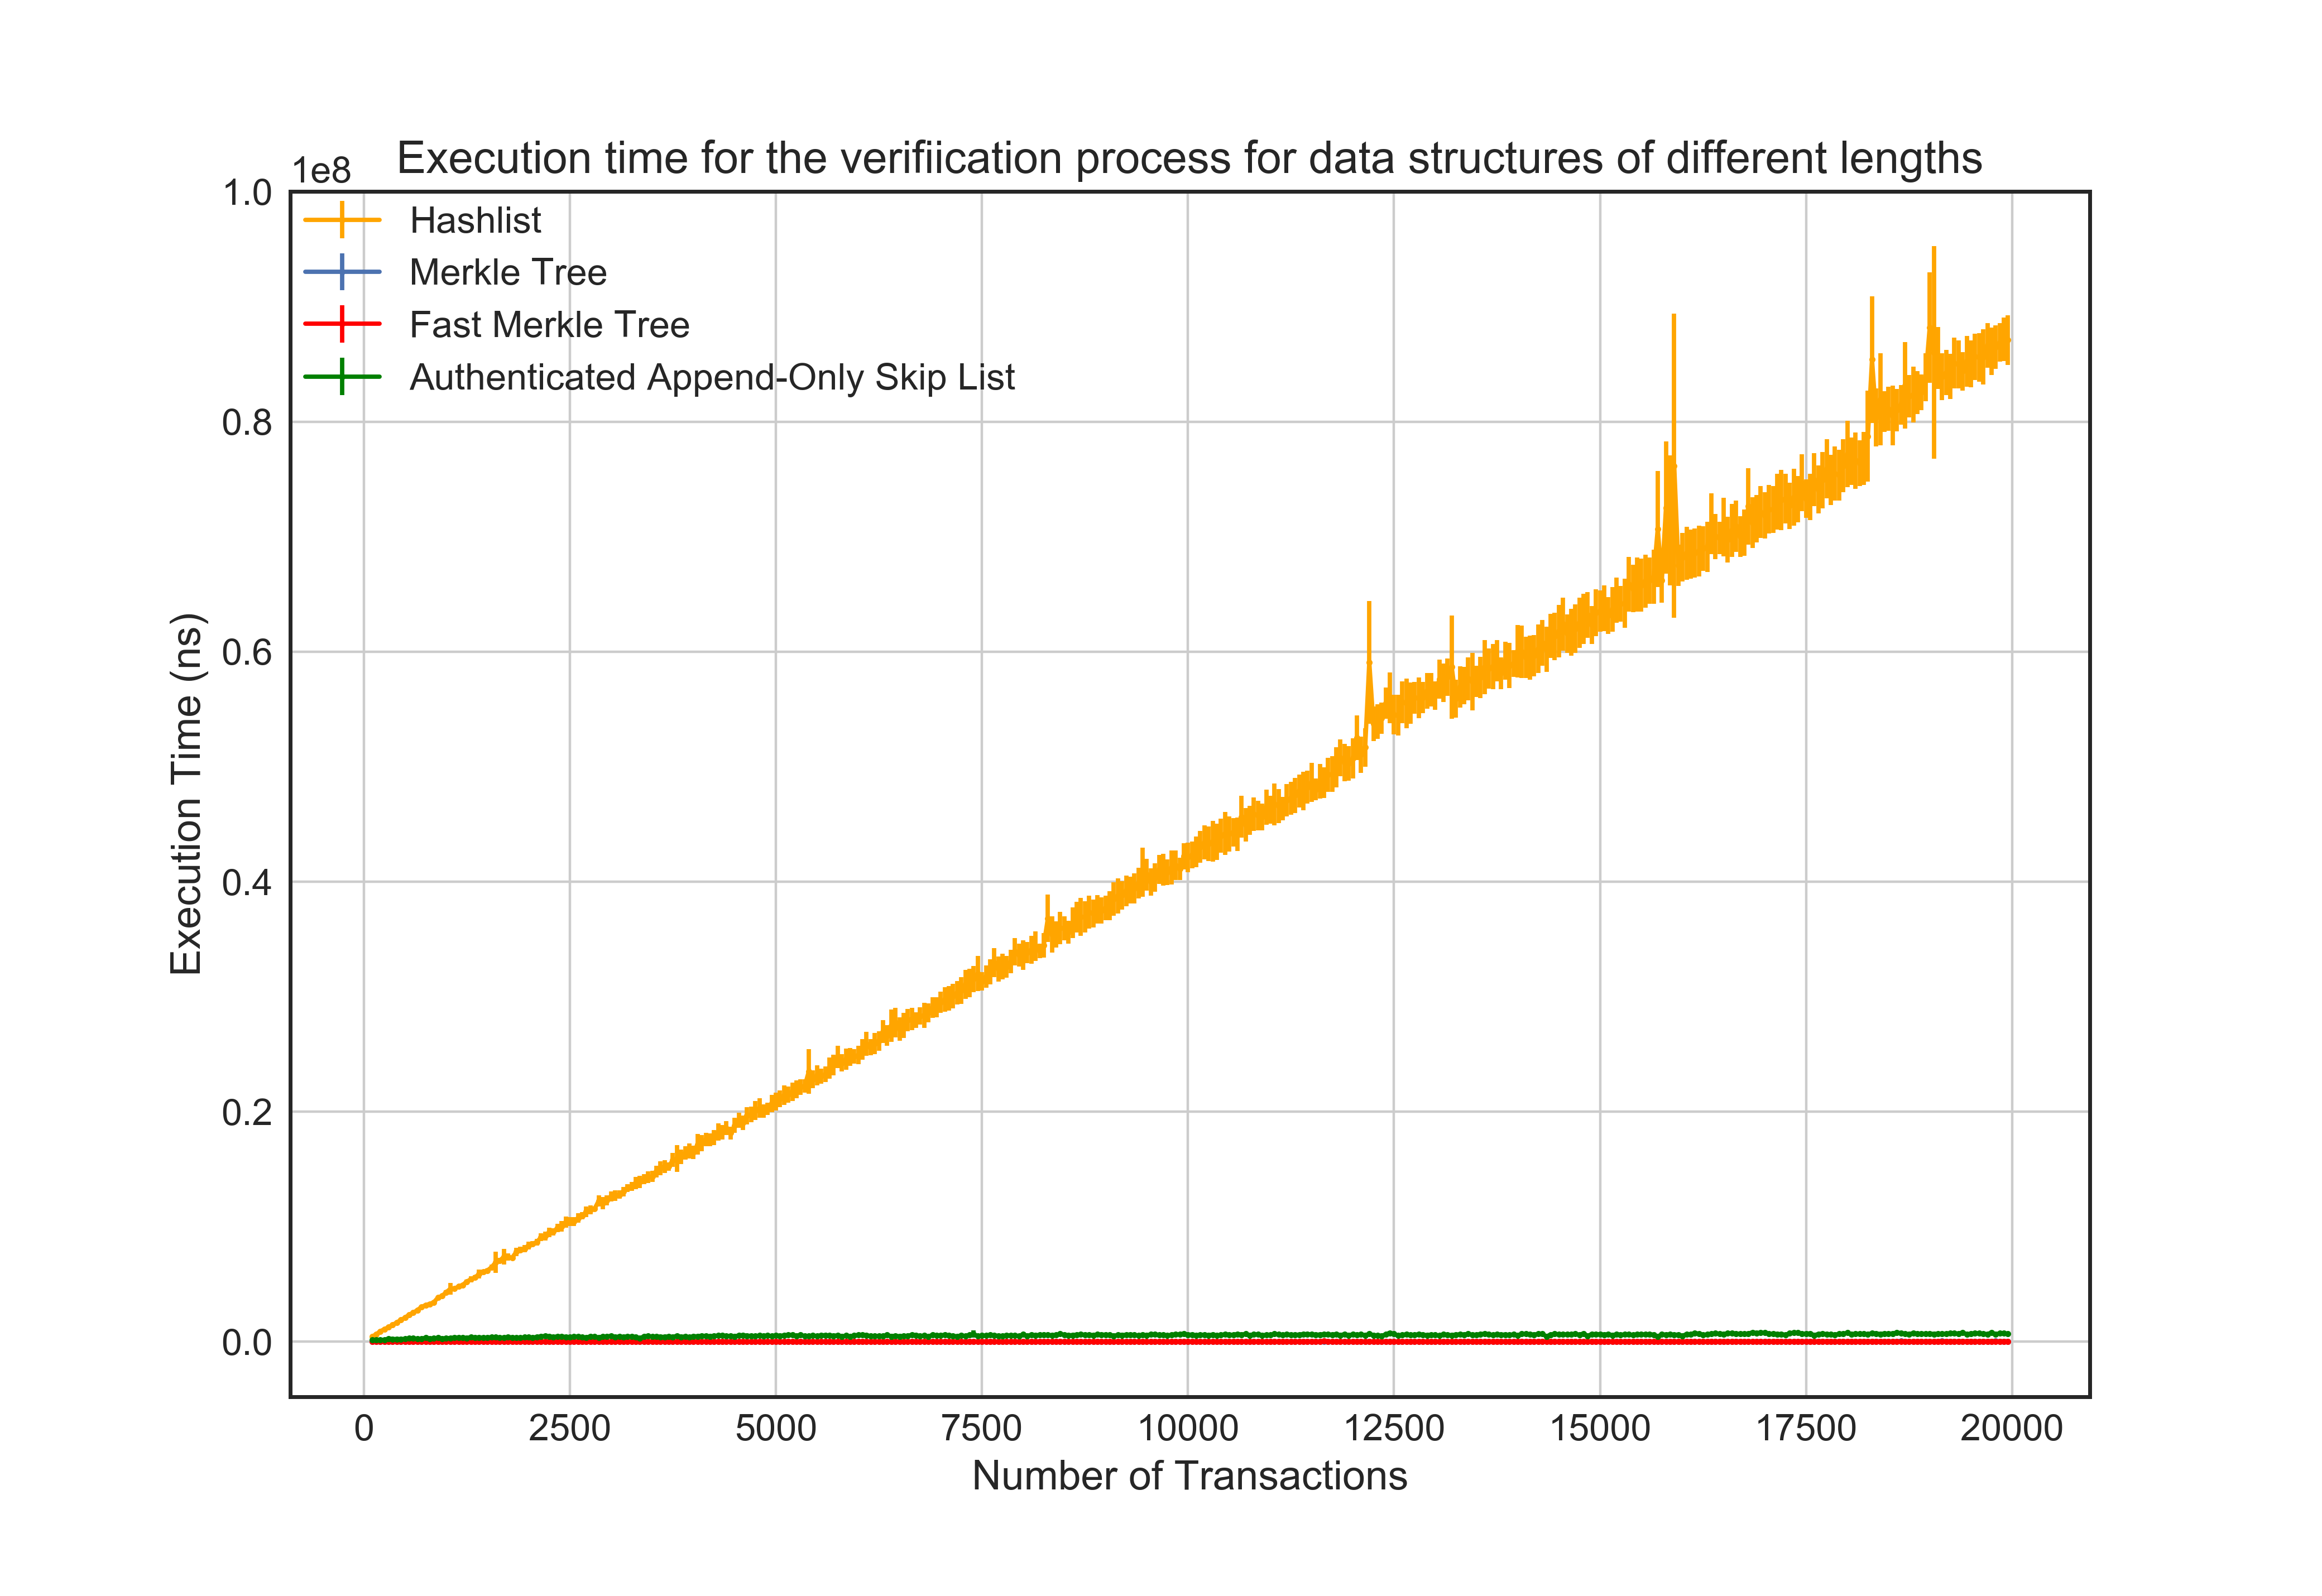 Execution time for the verifiication process for data structures of different lengths
1e8
1.0
0.8
0.6
0.4
0.2
0.0
Execution Time (ns)
Hashlist
Merkle Tree
Fast Merkle Tree
Authenticated Append-Only Skip List
0 2500 5000 7500 10000 12500 15000 17500 20000
Number of Transactions